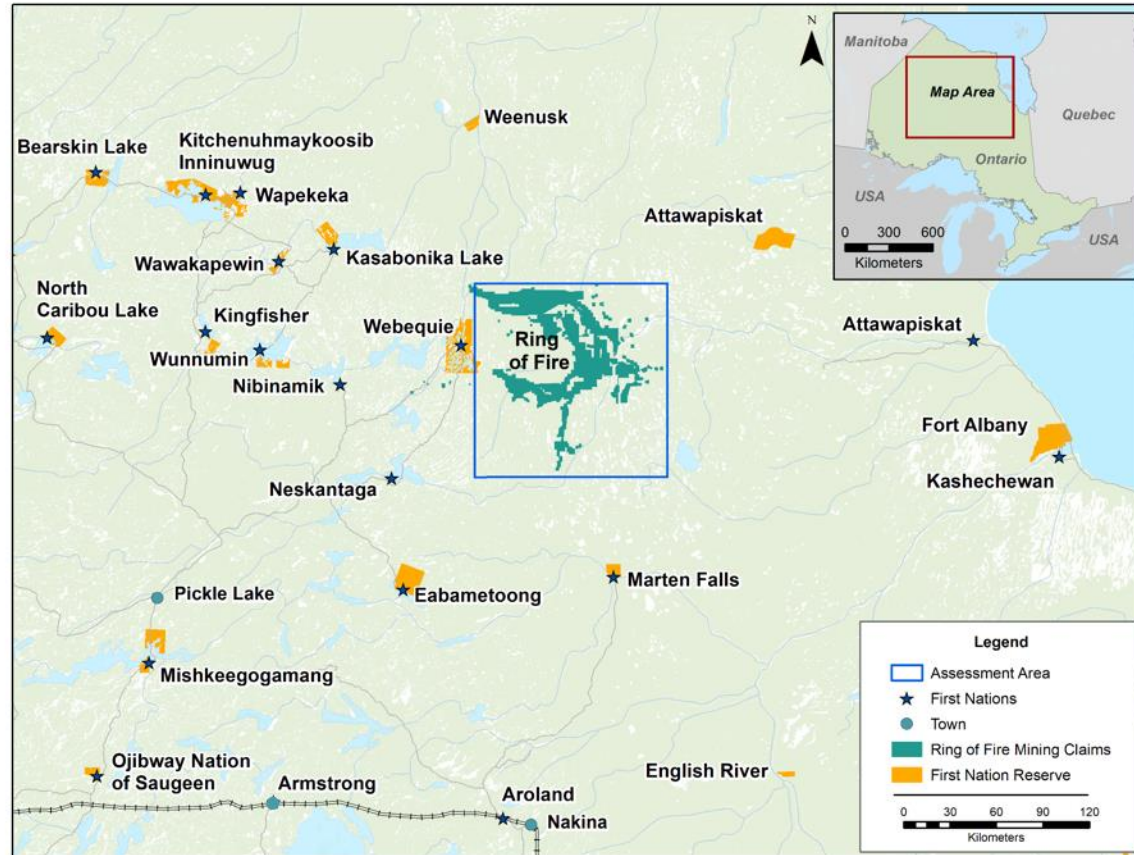 N
Manitoba
Map Area
Quebec
Ontario
USA
USA
0 300 600
Kilometers
Weenusk
Bearskin Lake
Kitchenuhmaykoosib
Inninuwug
Wapekeka
Attawapiskat
Wawakapewin
Kasabonika Lake
North
Caribou Lake
Kingfisher
Webequie
Ring
of Fire
Attawapiskat
Wunnumin
Nibinamik
Fort Albany
Neskantaga
Kashechewan
Marten Falls
Pickle Lake
Eabametoong
Mishkeegogamang
Ojibway Nation
of Saugeen
Armstrong
English River
Aroland
Nakina
Legend
Assessment Area
First Nations
Town
Ring of Fire Mining Claims
First Nation Reserve
0 30 60 90 120
Kilometers